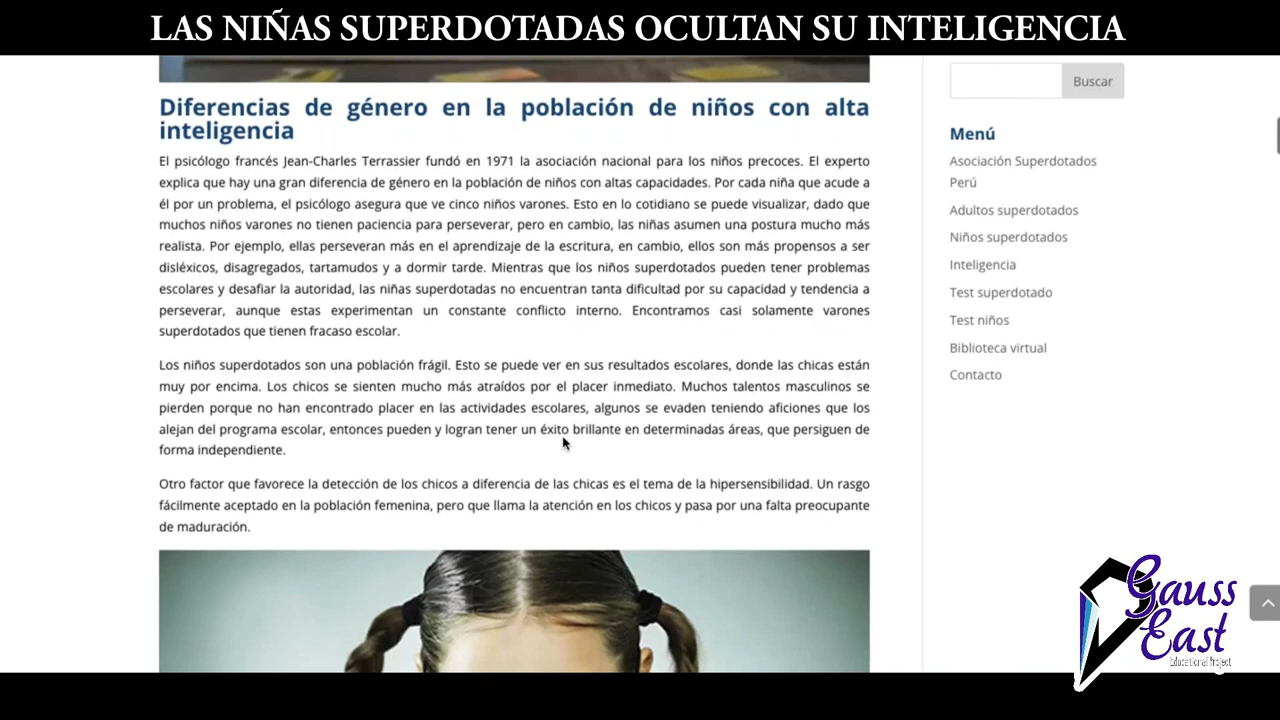 LAS NIÑAS SUPERDOTADAS OCULTAN SU INTELIGENCIA
Buscar
Diferencias de género en la población de niños con alta
inteligencia
El psicólogo francés Jean-Charles Terrassier fundó en 1971 la asociación nacional para los niños precoces. El experto
explica que hay una gran diferencia de género en la población de niños con altas capacidades. Por cada niña que acude a
él por un problema, el psicólogo asegura que ve cinco niños varones. Esto en lo cotidiano se puede visualizar, dado que
muchos niños varones no tienen paciencia para perseverar, pero en cambio, las niñas asumen una postura mucho más
realista. Por ejemplo, ellas perseveran más en el aprendizaje de la escritura, en cambio, ellos son más propensos a ser
disléxicos, disagregados, tartamudos y a dormir tarde. Mientras que los niños superdotados pueden tener problemas
escolares y desafiar la autoridad, las niñas superdotadas no encuentran tanta dificultad por su capacidad y tendencia a
perseverar, aunque estas experimentan un constante conflicto interno. Encontramos casi solamente varones
superdotados que tienen fracaso escolar.
Los niños superdotados son una población frágil. Esto se puede ver en sus resultados escolares, donde las chicas están
muy por encima. Los chicos se sienten mucho más atraídos por el placer inmediato. Muchos talentos masculinos se
pierden porque no han encontrado placer en las actividades escolares, algunos se evaden teniendo aficiones que los
alejan del programa escolar, entonces pueden y logran tener un éxito brillante en determinadas áreas, que persiguen de
forma independiente.
Otro factor que favorece la detección de los chicos a diferencia de las chicas es el tema de la hipersensibilidad. Un rasgo
fácilmente aceptado en la población femenina, pero que llama la atención en los chicos y pasa por una falta preocupante
de maduración.
Menú
Asociación Superdotados
Perú
Adultos superdotados
Niños superdotados
Inteligencia
Test superdotado
Test niños
Biblioteca virtual
Contacto
Gauss
East
Educational Project